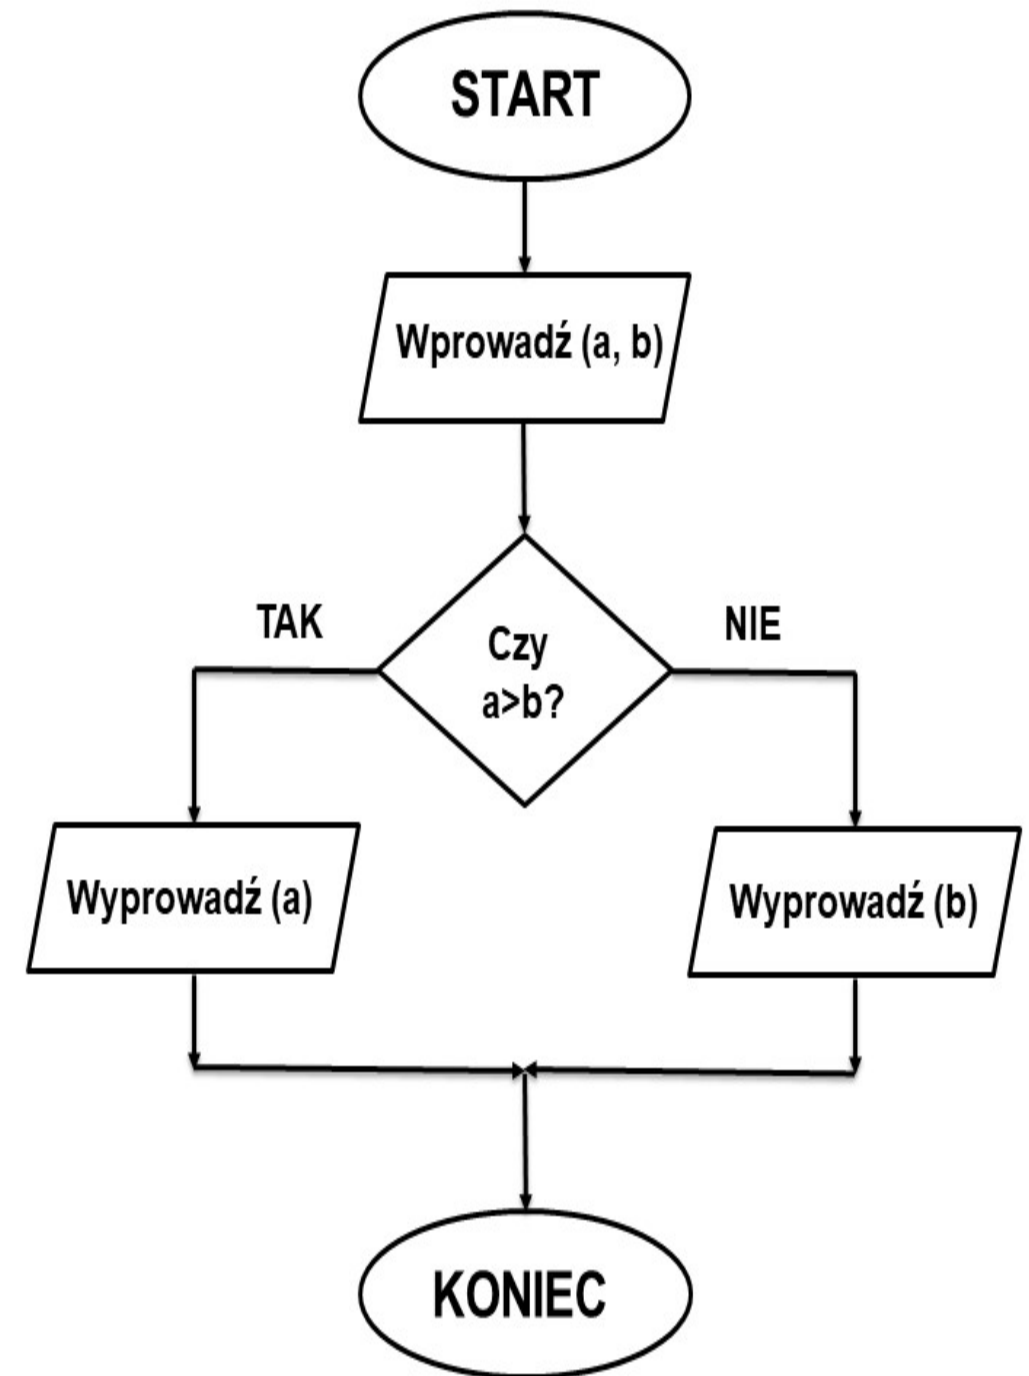 START
Wprowadź (a, b)
TAK
NIE
Czy
a>b?
Wyprowadź (a)
Wyprowadź (b)
KONIEC